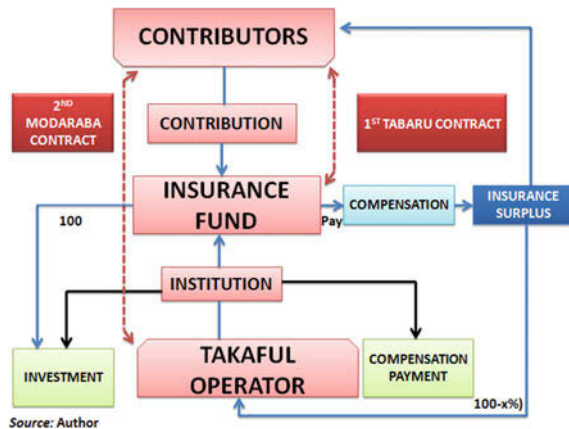 CONTRIBUTORS
2ND
MODARABA
CONTRACT
CONTRIBUTION
1ST TABARU CONTRACT
INSURANCE
FUND
100
Pay
COMPENSATION
INSURANCE
SURPLUS
INSTITUTION
INVESTMENT
TAKAFUL
OPERATOR
COMPENSATION
PAYMENT
100-x%)
Source: Author